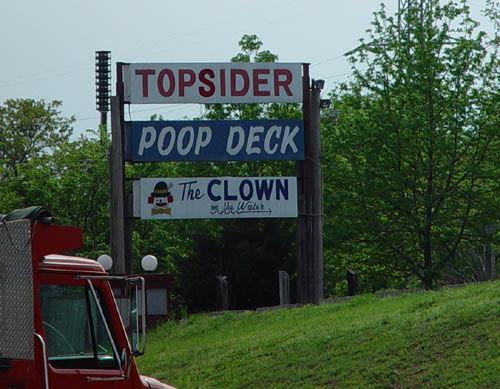 TOPSIDER
POOP DECK
The CLOWN
on the Water